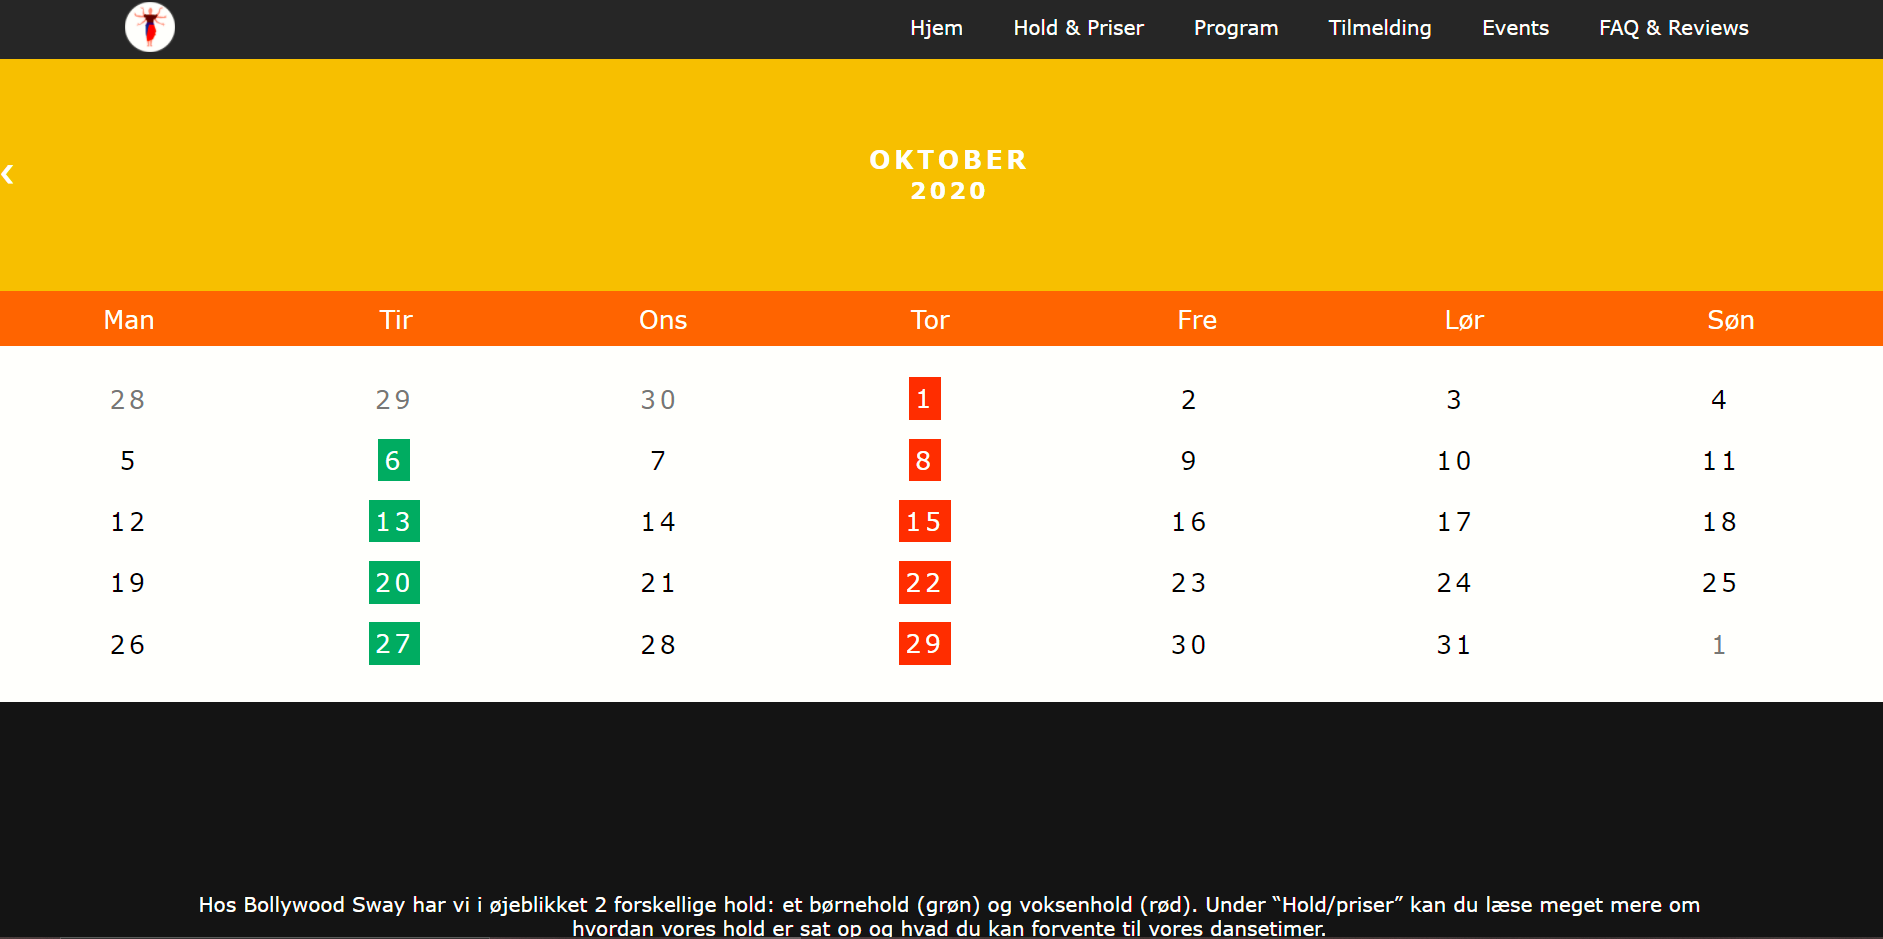 Hjem Hold & Priser Program Tilmelding Events FAQ & Reviews
‹
OKTOBER
2020
Man Tir Ons Tor Fre Lør Søn
28 29 30 1 2 3 4
5 6 7 8 9 10 11
12 13 14 15 16 17 18
19 20 21 22 23 24 25
26 27 28 29 30 31 1
Hos Bollywood Sway har vi i øjeblikket 2 forskellige hold: et børnehold (grøn) og voksenhold (rød). Under “Hold/priser” kan du læse meget mere om
hvordan vores hold er sat op og hvad du kan forvente til vores dansetimer.